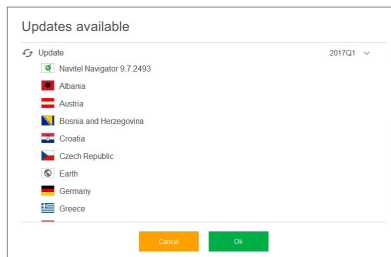 Updates available
Update 2017Q1
Navitel Navigator 9.7.2493
Albania
Austria
Bosnia and Herzegovina
Croatia
Czech Republic
Earth
Germany
Greece
Cancel Ok